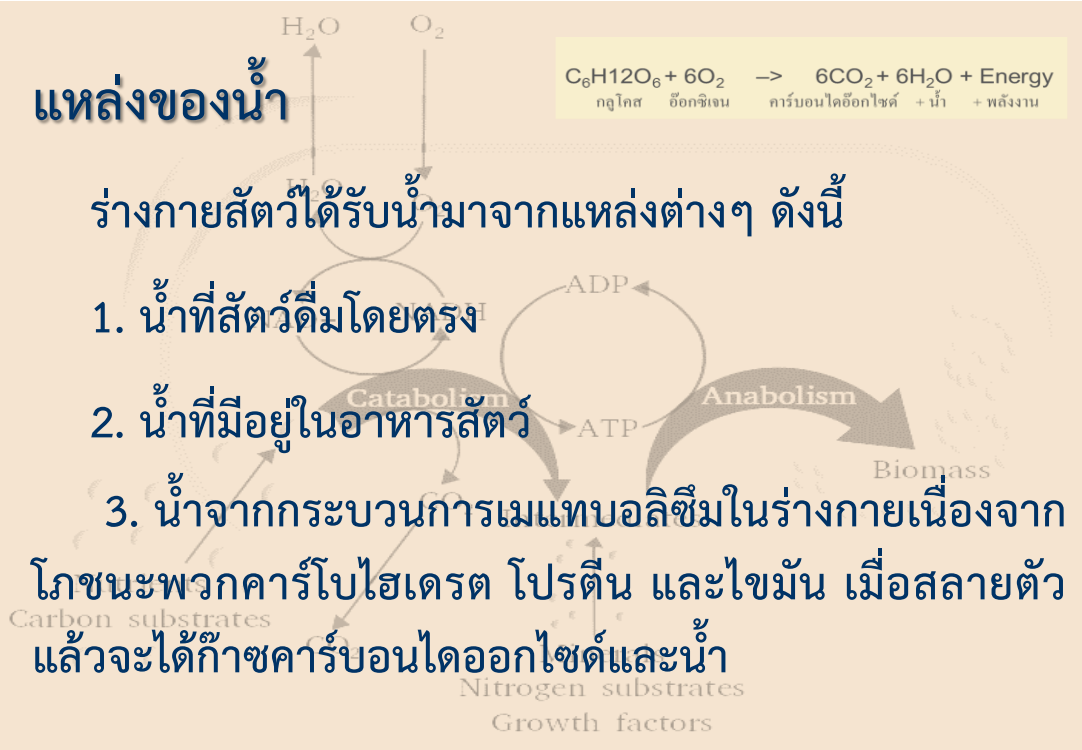 H₂O O₂
C₆H12O₆ + 6O₂ –> 6CO₂ + 6H₂O + Energy
กลูโคส อ๊อกซิเจน คาร์บอนไดอ๊อกไซด์ + น้ำ + พลังงาน
แหล่งของน้ำ
H₂O O₂
ร่างกายสัตว์ได้รับน้ำมาจากแหล่งต่างๆ ดังนี้
ADP
NADH
1. น้ำที่สัตว์ดื่มโดยตรง
Catabolism Anabolism
2. น้ำที่มีอยู่ในอาหารสัตว์
ATP
Biomass
CO₂
3. น้ำจากกระบวนการเมแทบอลิซึมในร่างกายเนื่องจาก
โภชนะพวกคาร์โบไฮเดรต โปรตีน และไขมัน เมื่อสลายตัว
Carbon substrates
แล้วจะได้ก๊าซคาร์บอนไดออกไซด์และน้ำ
CO₂
Nitrogen substrates
Growth factors